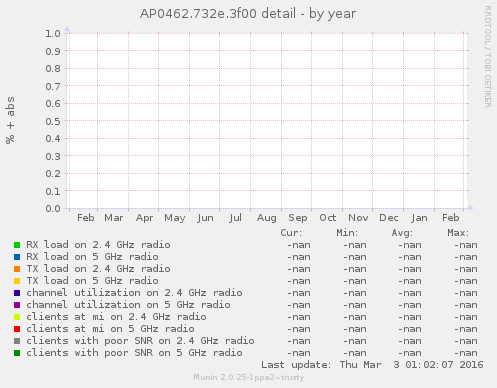 AP0462.732e.3f00 detail - by year
RRDTOOL / TOBI OETIKER
% + abs
1.0
0.9
0.8
0.7
0.6
0.5
0.4
0.3
0.2
0.1
0.0
Feb Mar Apr May Jun Jul Aug Sep Oct Nov Dec Jan Feb
Cur: Min: Avg: Max:
RX load on 2.4 GHz radio -nan -nan -nan -nan
RX load on 5 GHz radio -nan -nan -nan -nan
TX load on 2.4 GHz radio -nan -nan -nan -nan
TX load on 5 GHz radio -nan -nan -nan -nan
channel utilization on 2.4 GHz radio -nan -nan -nan -nan
channel utilization on 5 GHz radio -nan -nan -nan -nan
clients at mi on 2.4 GHz radio -nan -nan -nan -nan
clients at mi on 5 GHz radio -nan -nan -nan -nan
clients with poor SNR on 2.4 GHz radio -nan -nan -nan -nan
clients with poor SNR on 5 GHz radio -nan -nan -nan -nan
Last update: Thu Mar 3 01:02:07 2016
Munin 2.0.25-1ppa2~trusty